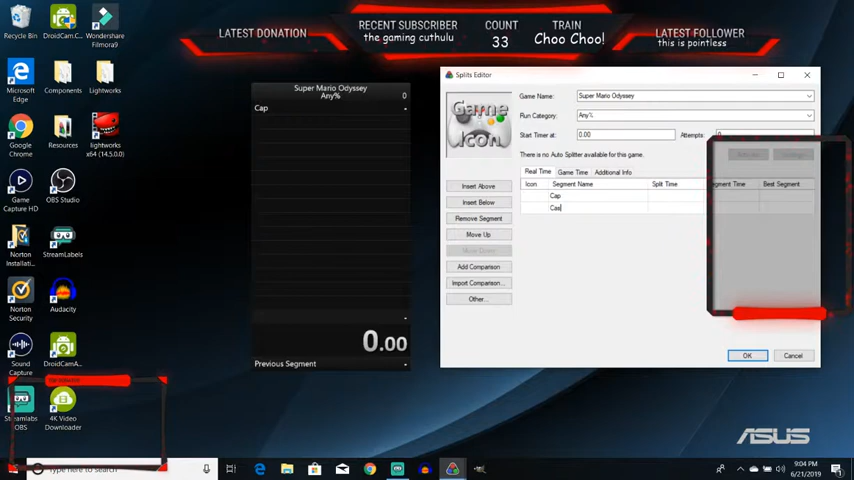 LATEST DONATION
RECENT SUBSCRIBER
the gaming cuthulu
COUNT
33
TRAIN
Choo Choo!
LATEST FOLLOWER
this is pointless
Recycle Bin
DroidCam.C...
Wondershare
Filmora9
Microsoft
Edge
Components
Lightworks
Google
Chrome
Resources
lightworks
x64 (14.5.0.0)
Game
Capture HD
OBS Studio
Norton
Installation
StreamLabels
Norton
Security
Audacity
Sound
Capture
DroidCamA...
Streamlabs
OBS
4K Video
Downloader
Super Mario Odyssey
Any%
0
Cap
-
-
0.00
Previous Segment
-
Splits Editor
Game
Icon
Game Name:
Super Mario Odyssey
Run Category:
Any%
Start Timer at:
0.00
Attempts:
0
There is no Auto Splitter available for this game.
Real Time
Game Time
Additional Info
Icon
Segment Name
Split Time
Segment Time
Best Segment
Cap
Cas
Insert Above
Insert Below
Remove Segment
Move Up
Add Comparison
Import Comparison...
Other...
OK
Cancel
ASUS
Type here to search
9:04 PM
6/21/2019